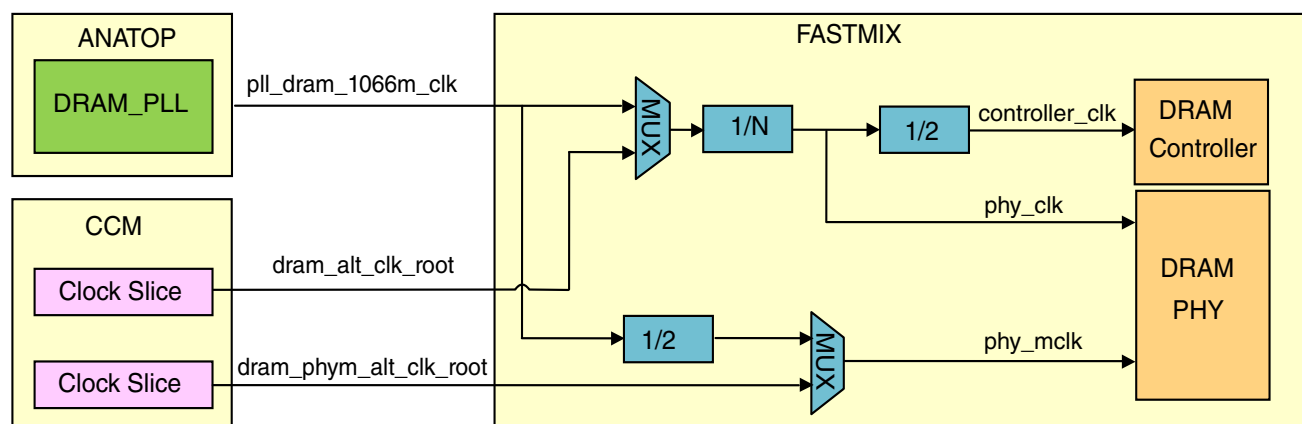 ANATOP
DRAM_PLL
pll_dram_1066m_clk
FASTMIX
MUX
1/N
1/2
controller_clk
DRAM
Controller
phy_clk
CCM
Clock Slice
dram_alt_clk_root
DRAM
PHY
1/2
MUX
phy_mclk
Clock Slice
dram_phym_alt_clk_root